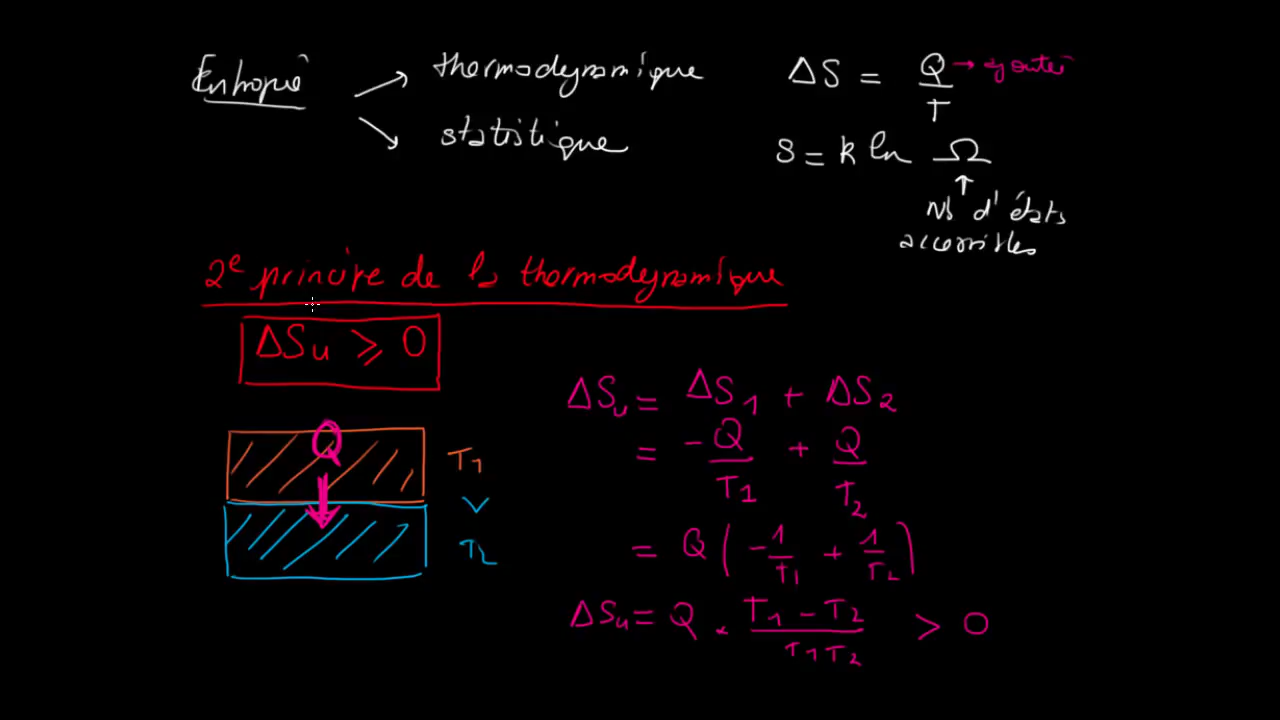 Entropie
thermodynamique
statistique
ΔS = Q/T → ajouter
S = k ln Ω
↑
Nb d'états
accessibles
2e principe de la thermodynamique
ΔSu ⩾ 0
Q
T1
V
T2
ΔSu = ΔS1 + ΔS2
= -Q/T1 + Q/T2
= Q ( -1/T1 + 1/T2 )
ΔSu = Q . T1 - T2 / T1T2 > 0